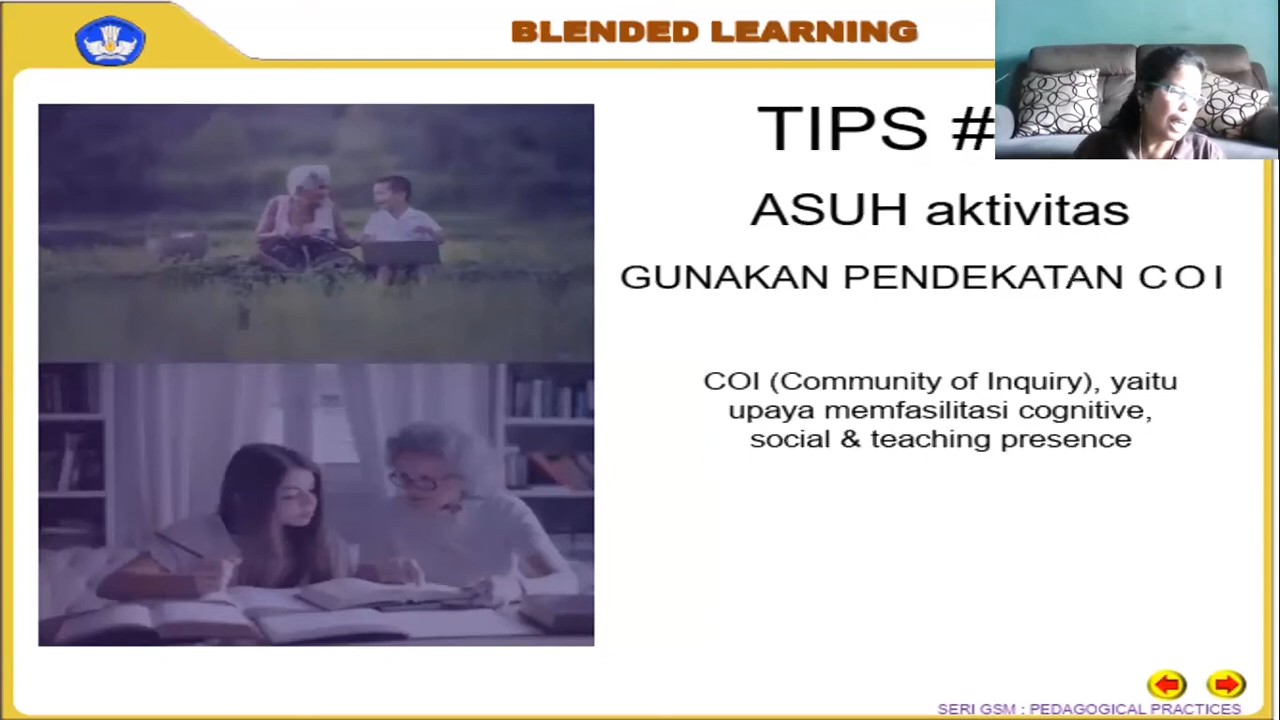 BLENDED LEARNING
TIPS #
ASUH aktivitas
GUNAKAN PENDEKATAN C O I
COI (Community of Inquiry), yaitu
upaya memfasilitasi cognitive,
social & teaching presence
SERI GSM : PEDAGOGICAL PRACTICES